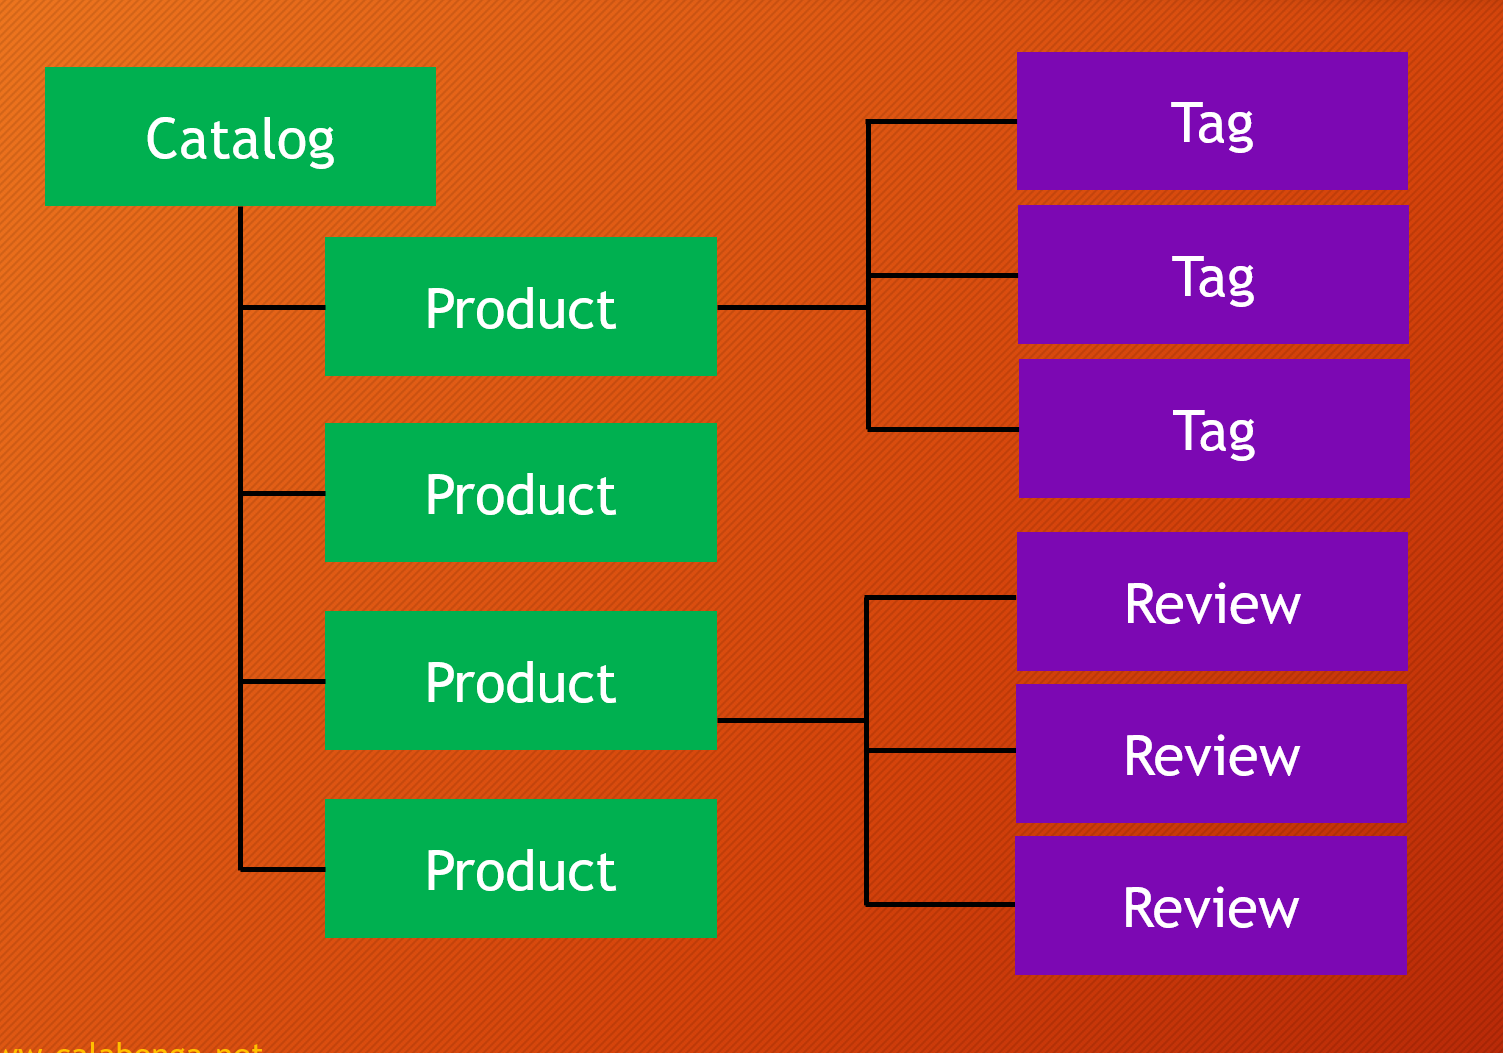 Catalog
Product
Product
Product
Product
Tag
Tag
Tag
Review
Review
Review